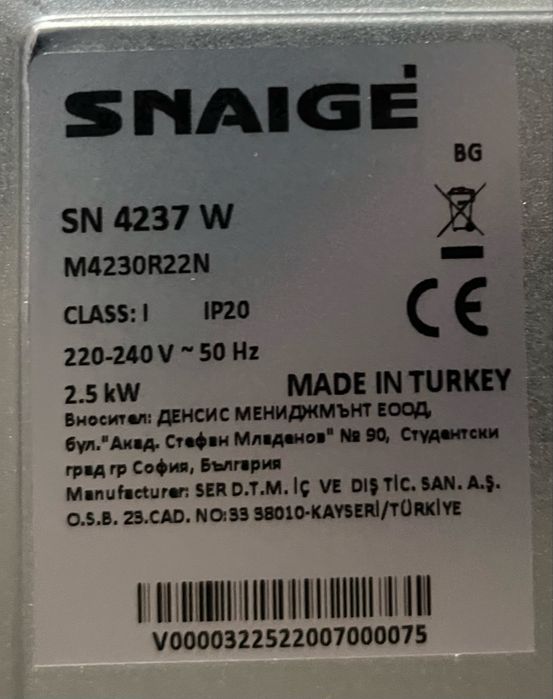 SNAIGĖ
BG
SN 4237 W
M4230R22N
CLASS: I IP20
CE
220-240 V ~ 50 Hz
2.5 kW MADE IN TURKEY
Вносител: ДЕНСИС МЕНИДЖМЪНТ ЕООД,
бул."Акад. Стефан Младенов" № 90, Студентски
град гр София, България
Manufacturer: SER D.T.M. İÇ VE DIŞ TİC. SAN. A.Ş.
O.S.B. 23.CAD. NO:33 38010-KAYSERİ/TÜRKİYE
V0000322522007000075